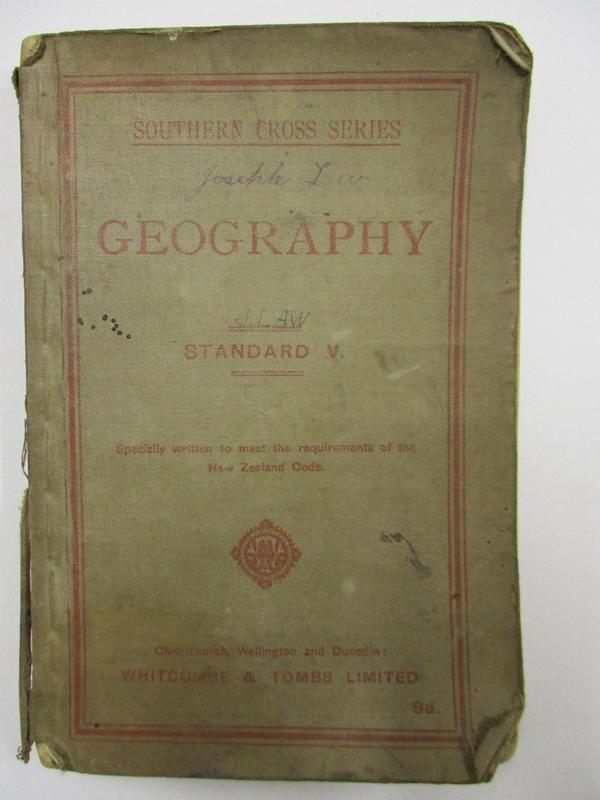 SOUTHERN CROSS SERIES
Joseph
GEOGRAPHY
J. LAW
STANDARD V.
Specially written to meet the requirements of the
New Zealand Code.
Christchurch, Wellington and Dunedin:
WHITCOMBE & TOMBS LIMITED
9d.